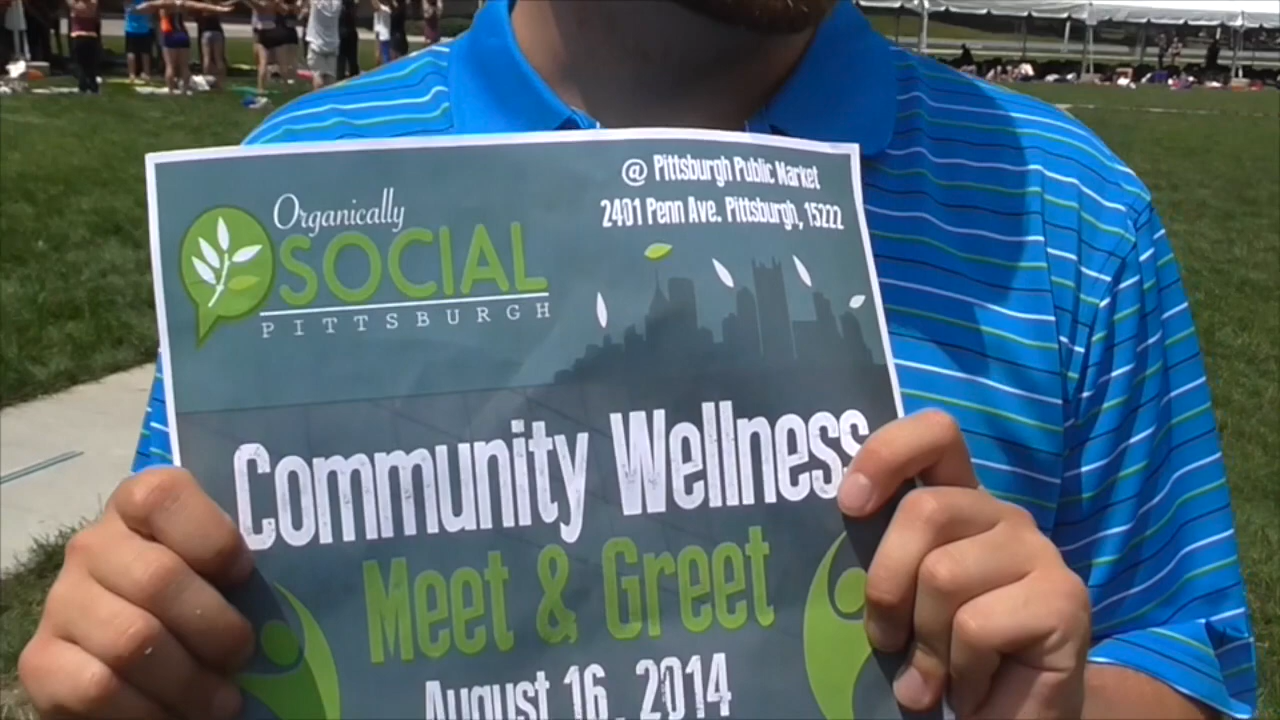 @ Pittsburgh Public Market
2401 Penn Ave. Pittsburgh, 15222
Organically
SOCIAL
PITTSBURGH
Community Wellness
Meet & Greet
August 16, 2014